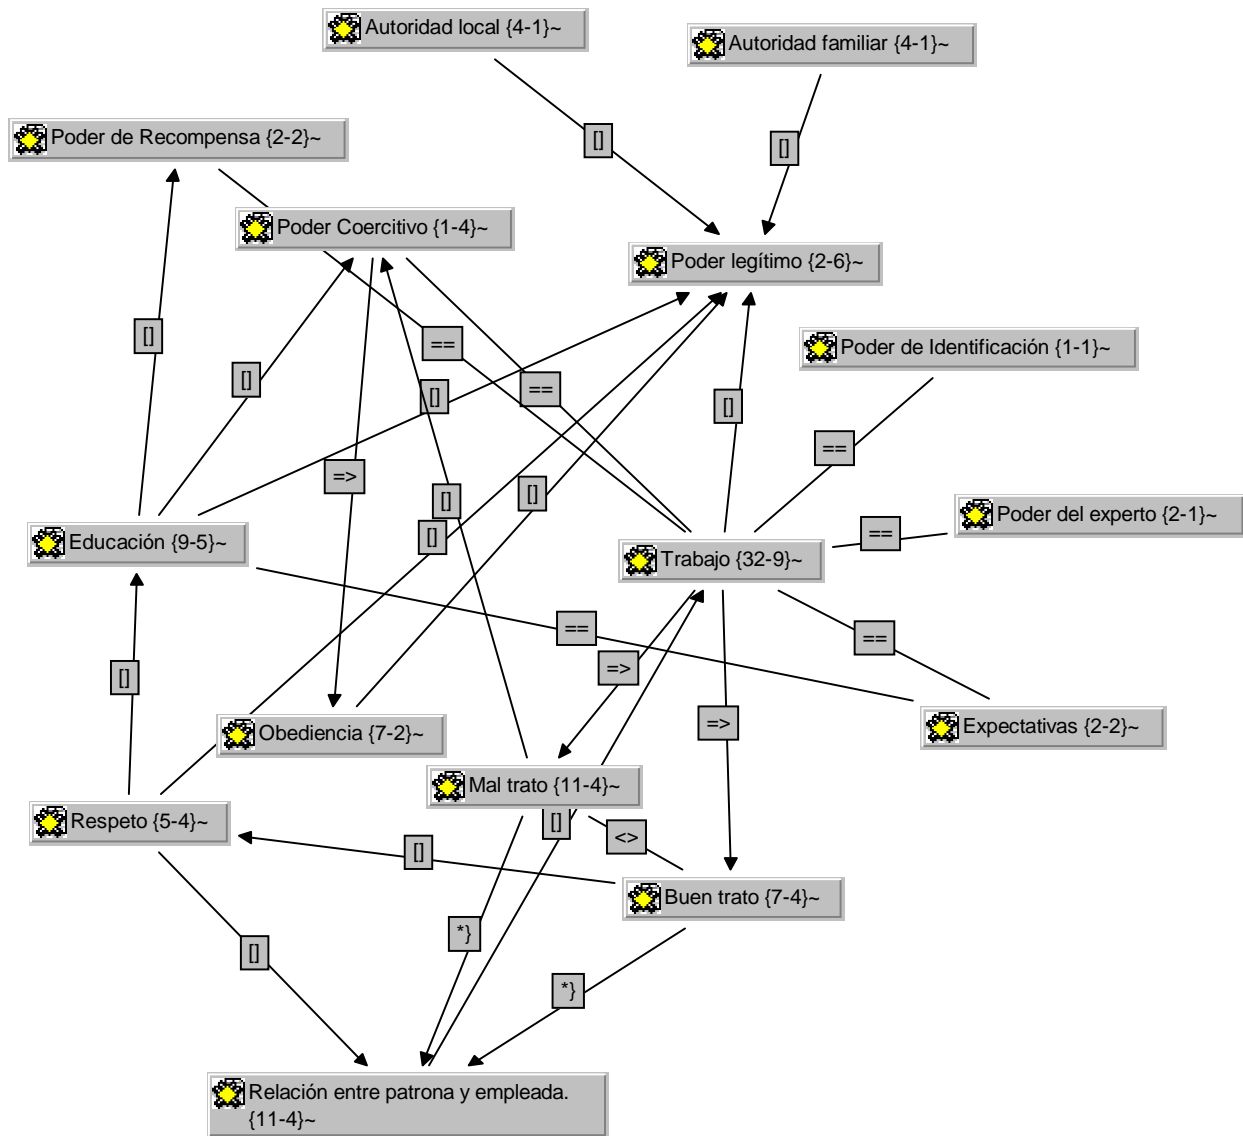 Autoridad local {4-1}~
Autoridad familiar {4-1}~
Poder de Recompensa {2-2}~
[]
[]
Poder Coercitivo {1-4}~
Poder legítimo {2-6}~
[]
==
Poder de Identificación {1-1}~
[]
==
[]
[]
==
=>
[]
[]
Poder del experto {2-1}~
[]
==
Educación {9-5}~
Trabajo {32-9}~
==
==
[]
=>
=>
Obediencia {7-2}~
Expectativas {2-2}~
Mal trato {11-4}~
Respeto {5-4}~
[]
<>
[]
Buen trato {7-4}~
*}
[]
*}
Relación entre patrona y empleada.
{11-4}~